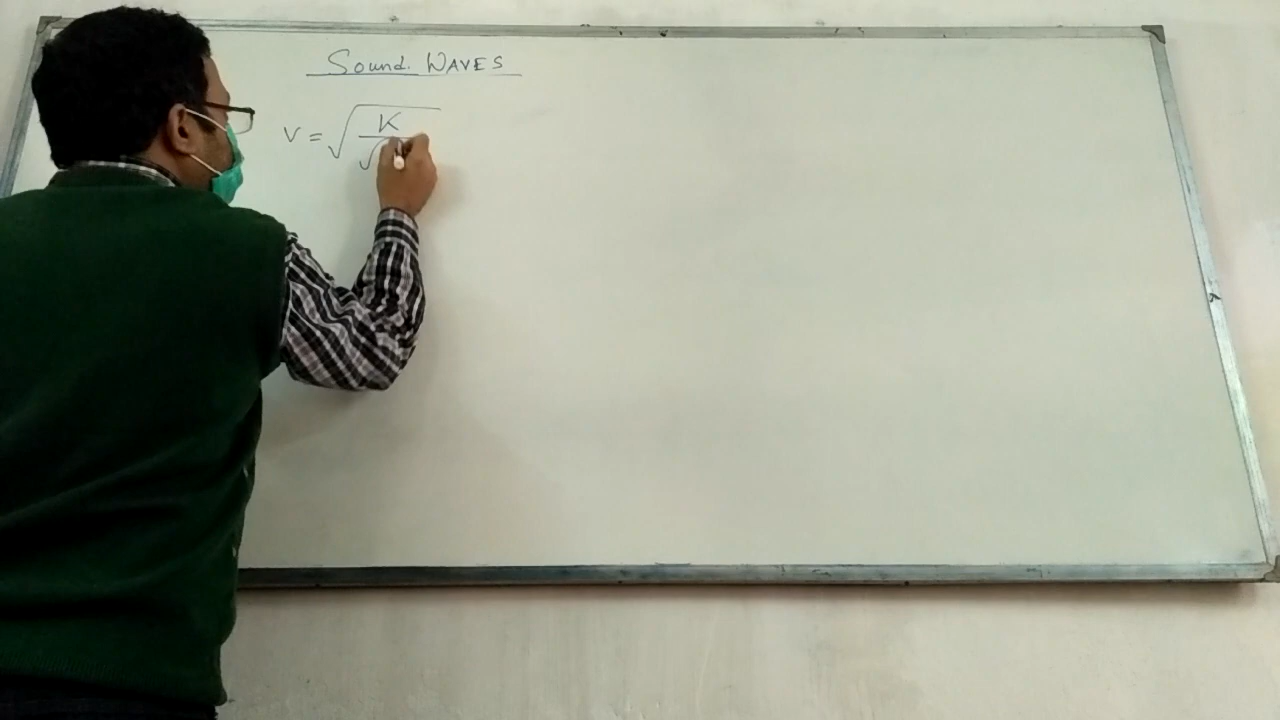 Sound. WAVES
V = √K